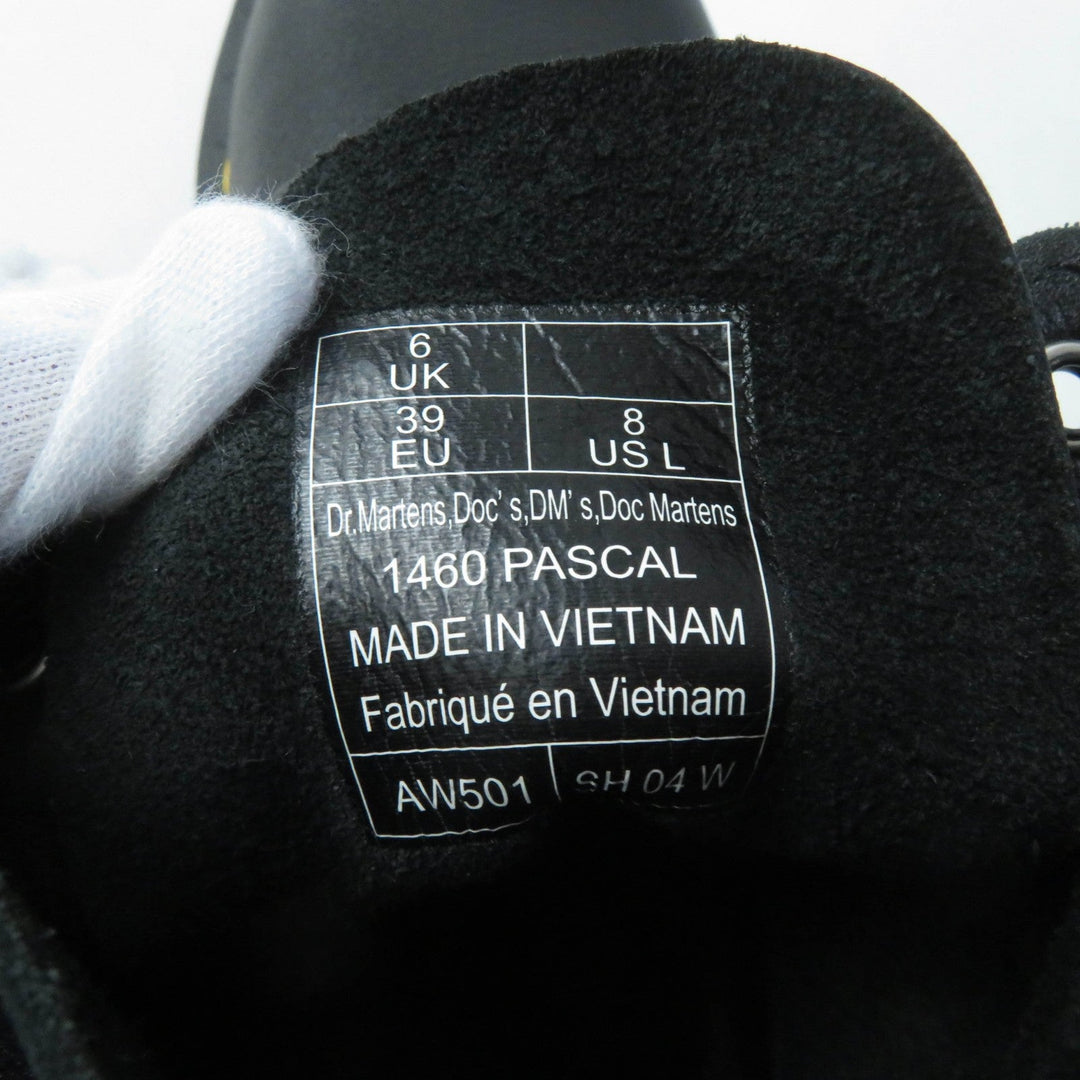 6
UK
39
EU
8
US L
Dr.Martens,Doc's,DM's,Doc Martens
1460 PASCAL
MADE IN VIETNAM
Fabriqué en Vietnam
AW501
SH 04 W